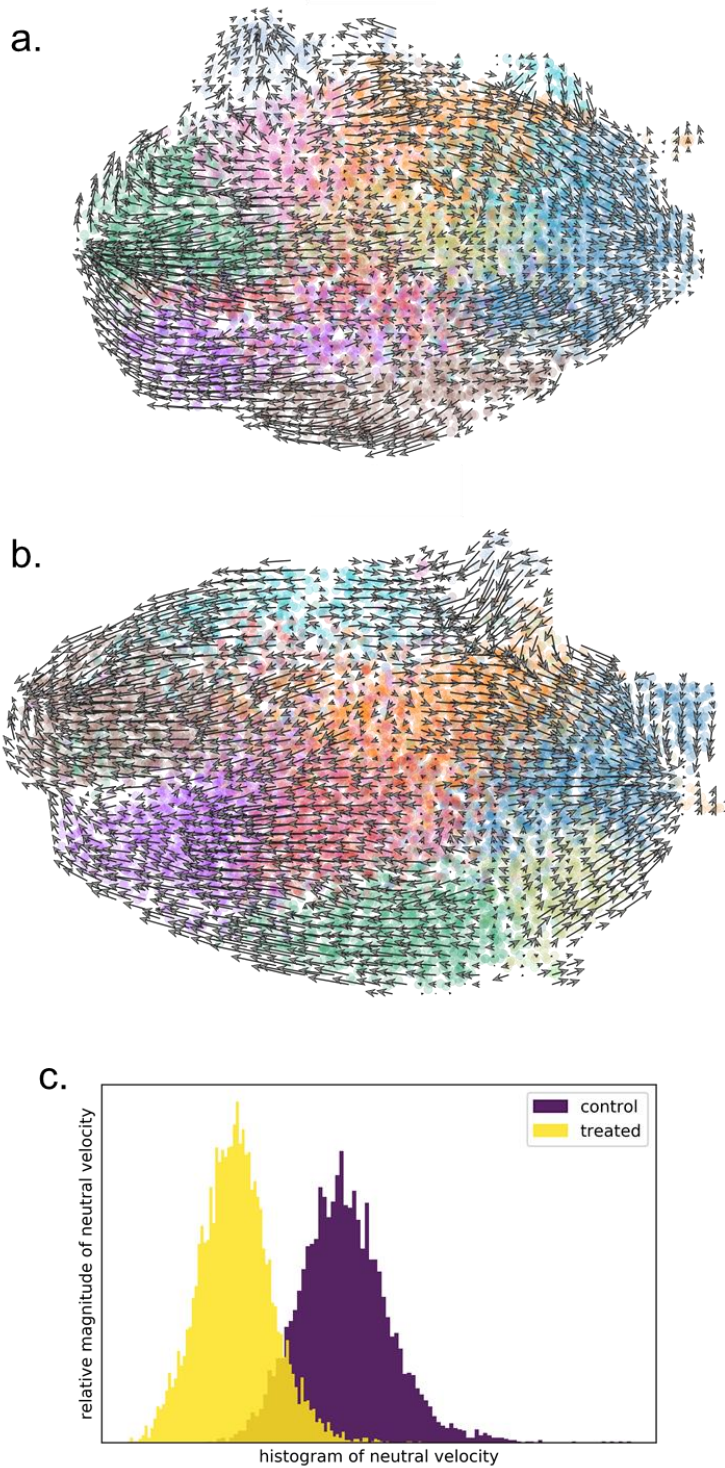 a.
b.
c.
control
treated
relative magnitude of neutral velocity
histogram of neutral velocity